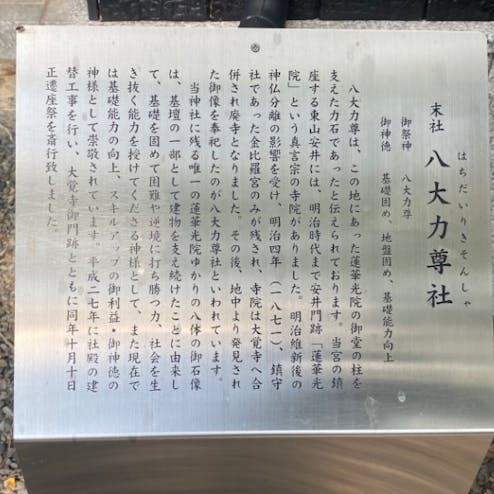 はちだいりきそんしゃ
末社 八大力尊社
御祭神 八大力尊
御神徳 基礎固め、地盤固め、基礎能力向上
八大力尊は、この地にあった蓮華光院の御堂の柱を
支えた力石であったと伝えられております。当宮の鎮
座する東山安井には、明治時代まで安井門跡「蓮華光
院」という真言宗の寺院がありました。明治維新後の
神仏分離の影響を受け、明治四年（一八七一）、鎮守
社であった金比羅宮のみが残され、寺院は大覚寺へ合
併され廃寺となりました。その後、地中より発見され
た御像を奉祀したのが八大力尊社といわれています。
当神社に残る唯一の蓮華光院ゆかりの八体の御石像
は、基壇の一部として建物を支え続けたことに由来し
て、基礎を固めて困難や逆境に打ち勝つ力、社会を生
き抜く能力を授けてくださる神様として、また現在で
は基礎能力の向上、スキルアップの御利益・御神徳の
神様として崇敬されています。平成二七年に社殿の建
替工事を行い、大覚寺御門跡とともに同年十月十日
正遷座祭を斎行致しました。